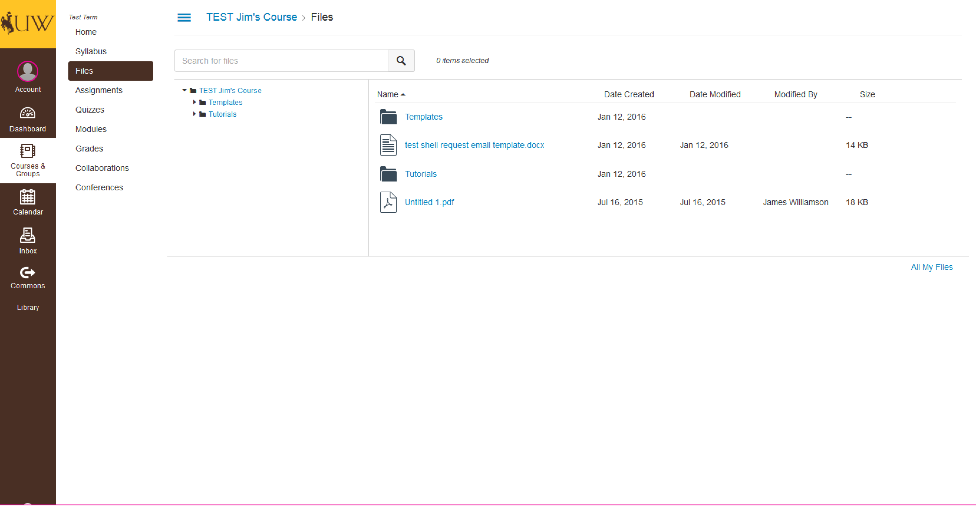 UW
Account
Dashboard
Courses &
Groups
Calendar
Inbox
Commons
Library
Test Term
Home
Syllabus
Files
Assignments
Quizzes
Modules
Grades
Collaborations
Conferences
TEST Jim's Course > Files
Search for files
0 items selected
TEST Jim's Course
Templates
Tutorials
Name Date Created Date Modified Modified By Size
Templates Jan 12, 2016 --
test shell request email template.docx Jan 12, 2016 Jan 12, 2016 14 KB
Tutorials Jan 12, 2016 --
Untitled 1.pdf Jul 16, 2015 Jul 16, 2015 James Williamson 18 KB
All My Files